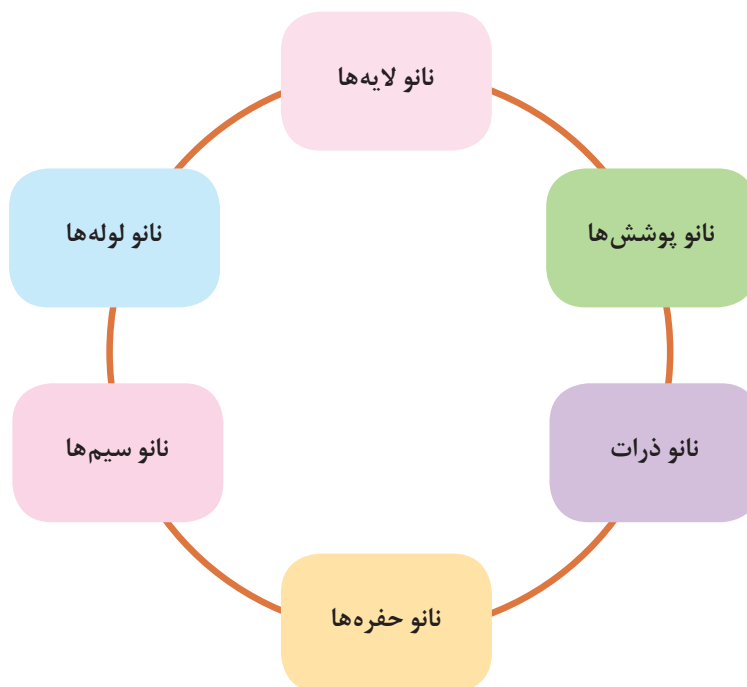 نانو لایه‌ها
نانو پوشش‌ها
نانو لوله‌ها
نانو ذرات
نانو سیم‌ها
نانو حفره‌ها